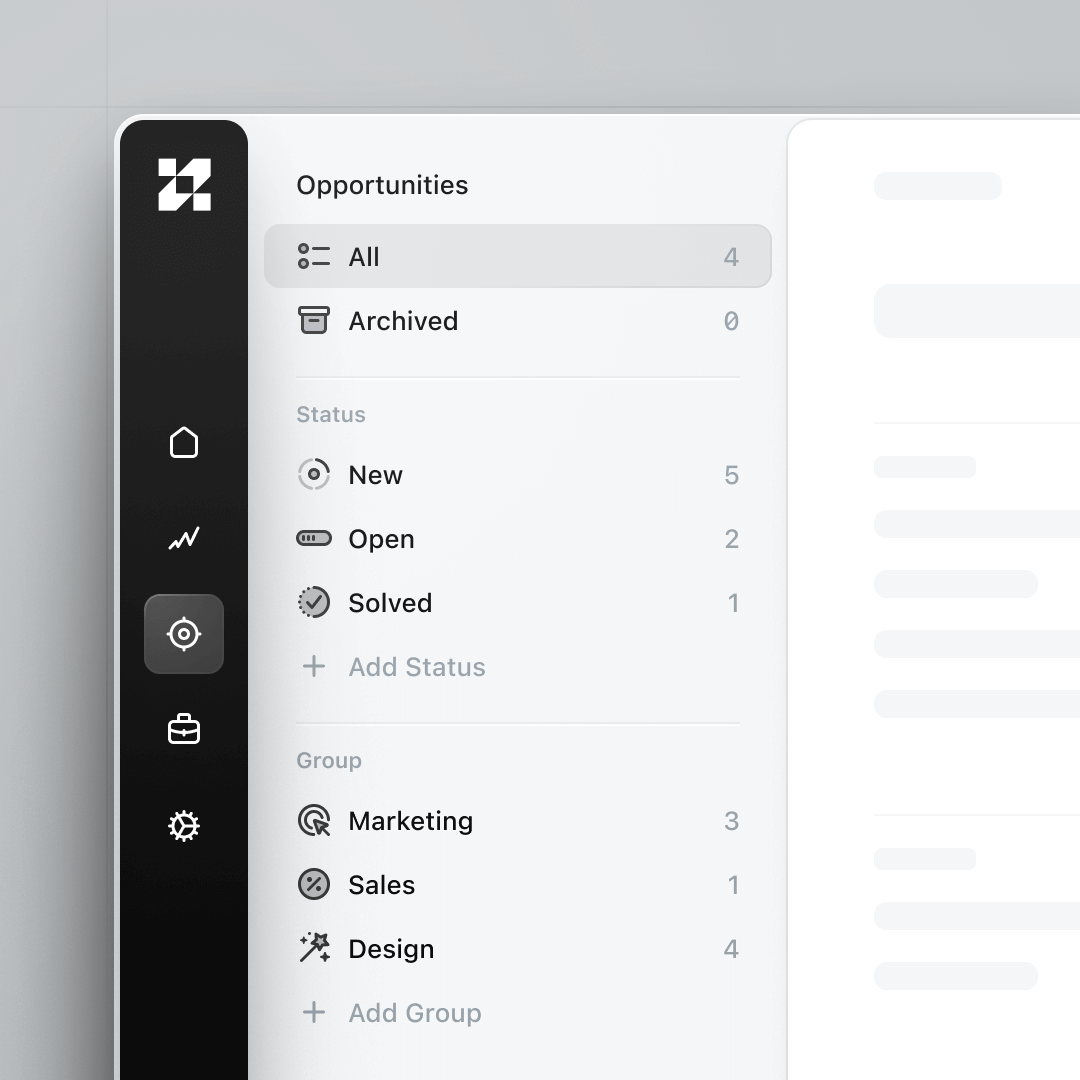 Opportunities
All 4
Archived 0
Status
New 5
Open 2
Solved 1
Add Status
Group
Marketing 3
Sales 1
Design 4
Add Group